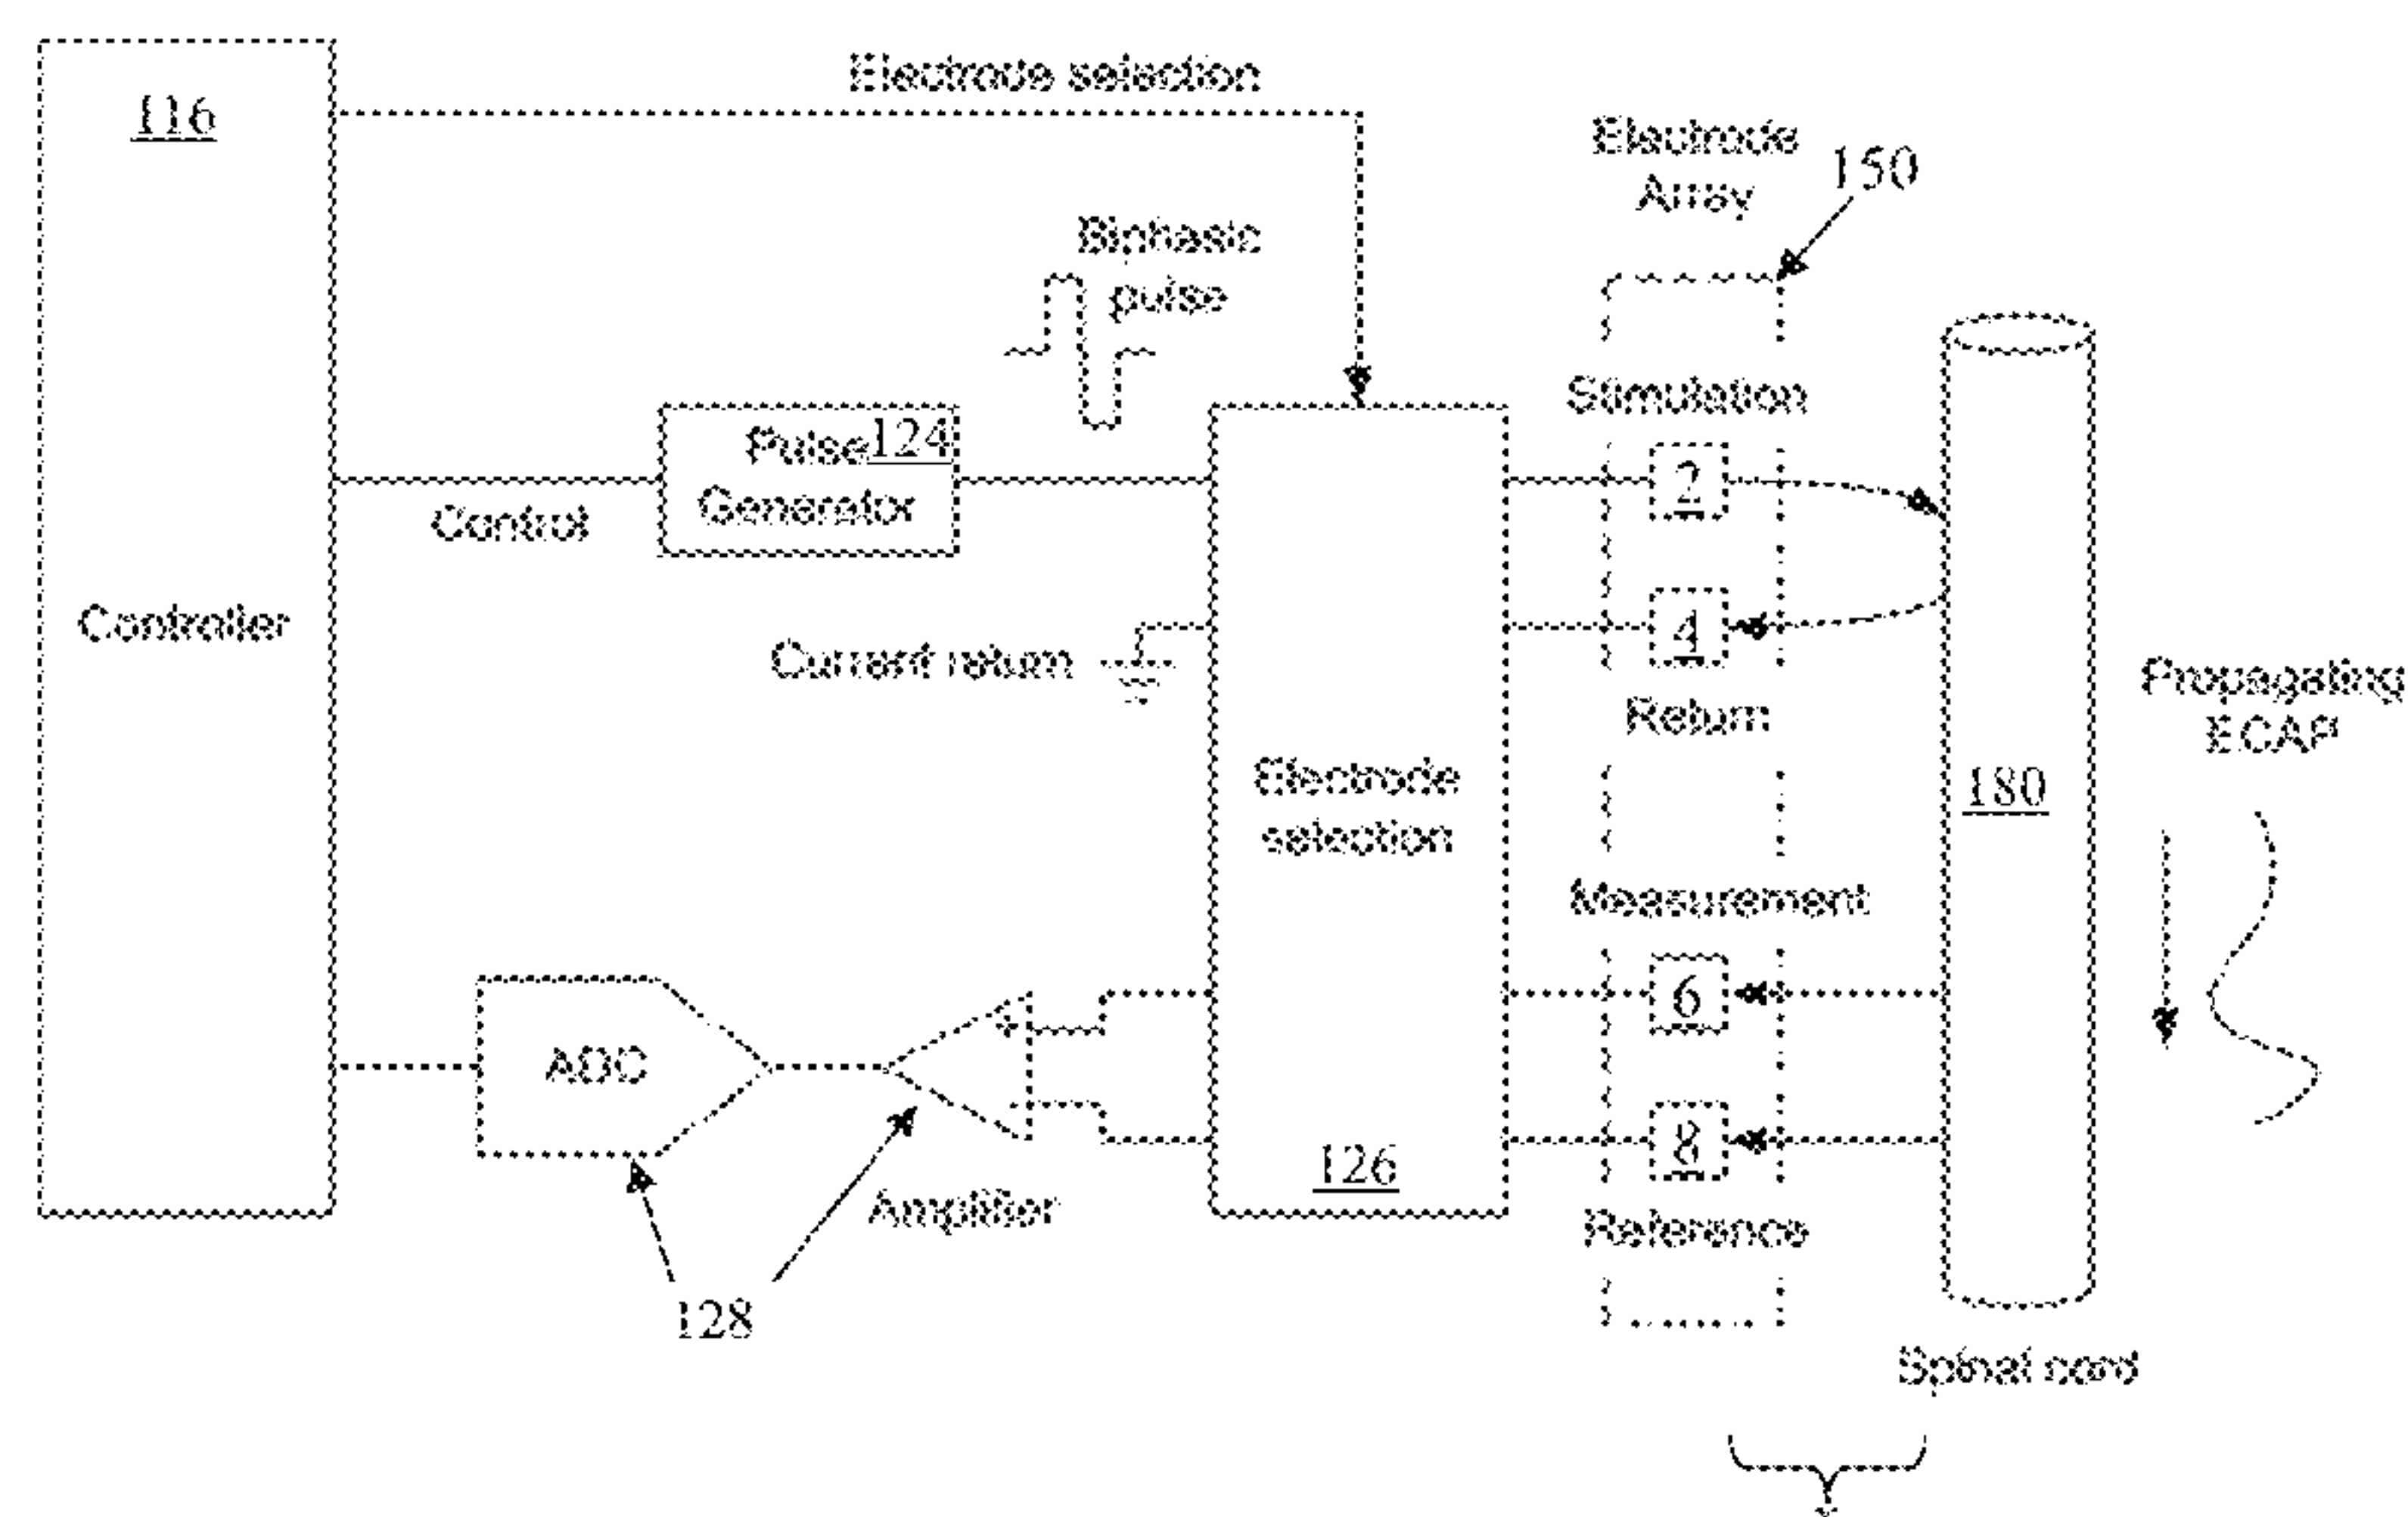 Electrode selection
116
Electrode
Array
150
Biphasic
pulse
Stimulation
Pulse 124
Generator
2
Control
4
Controller
Current return
Return
Propagating
ECAP
Electrode
selection
180
Measurement
6
ADC
8
126
Amplifier
Reference
128
Spinal cord